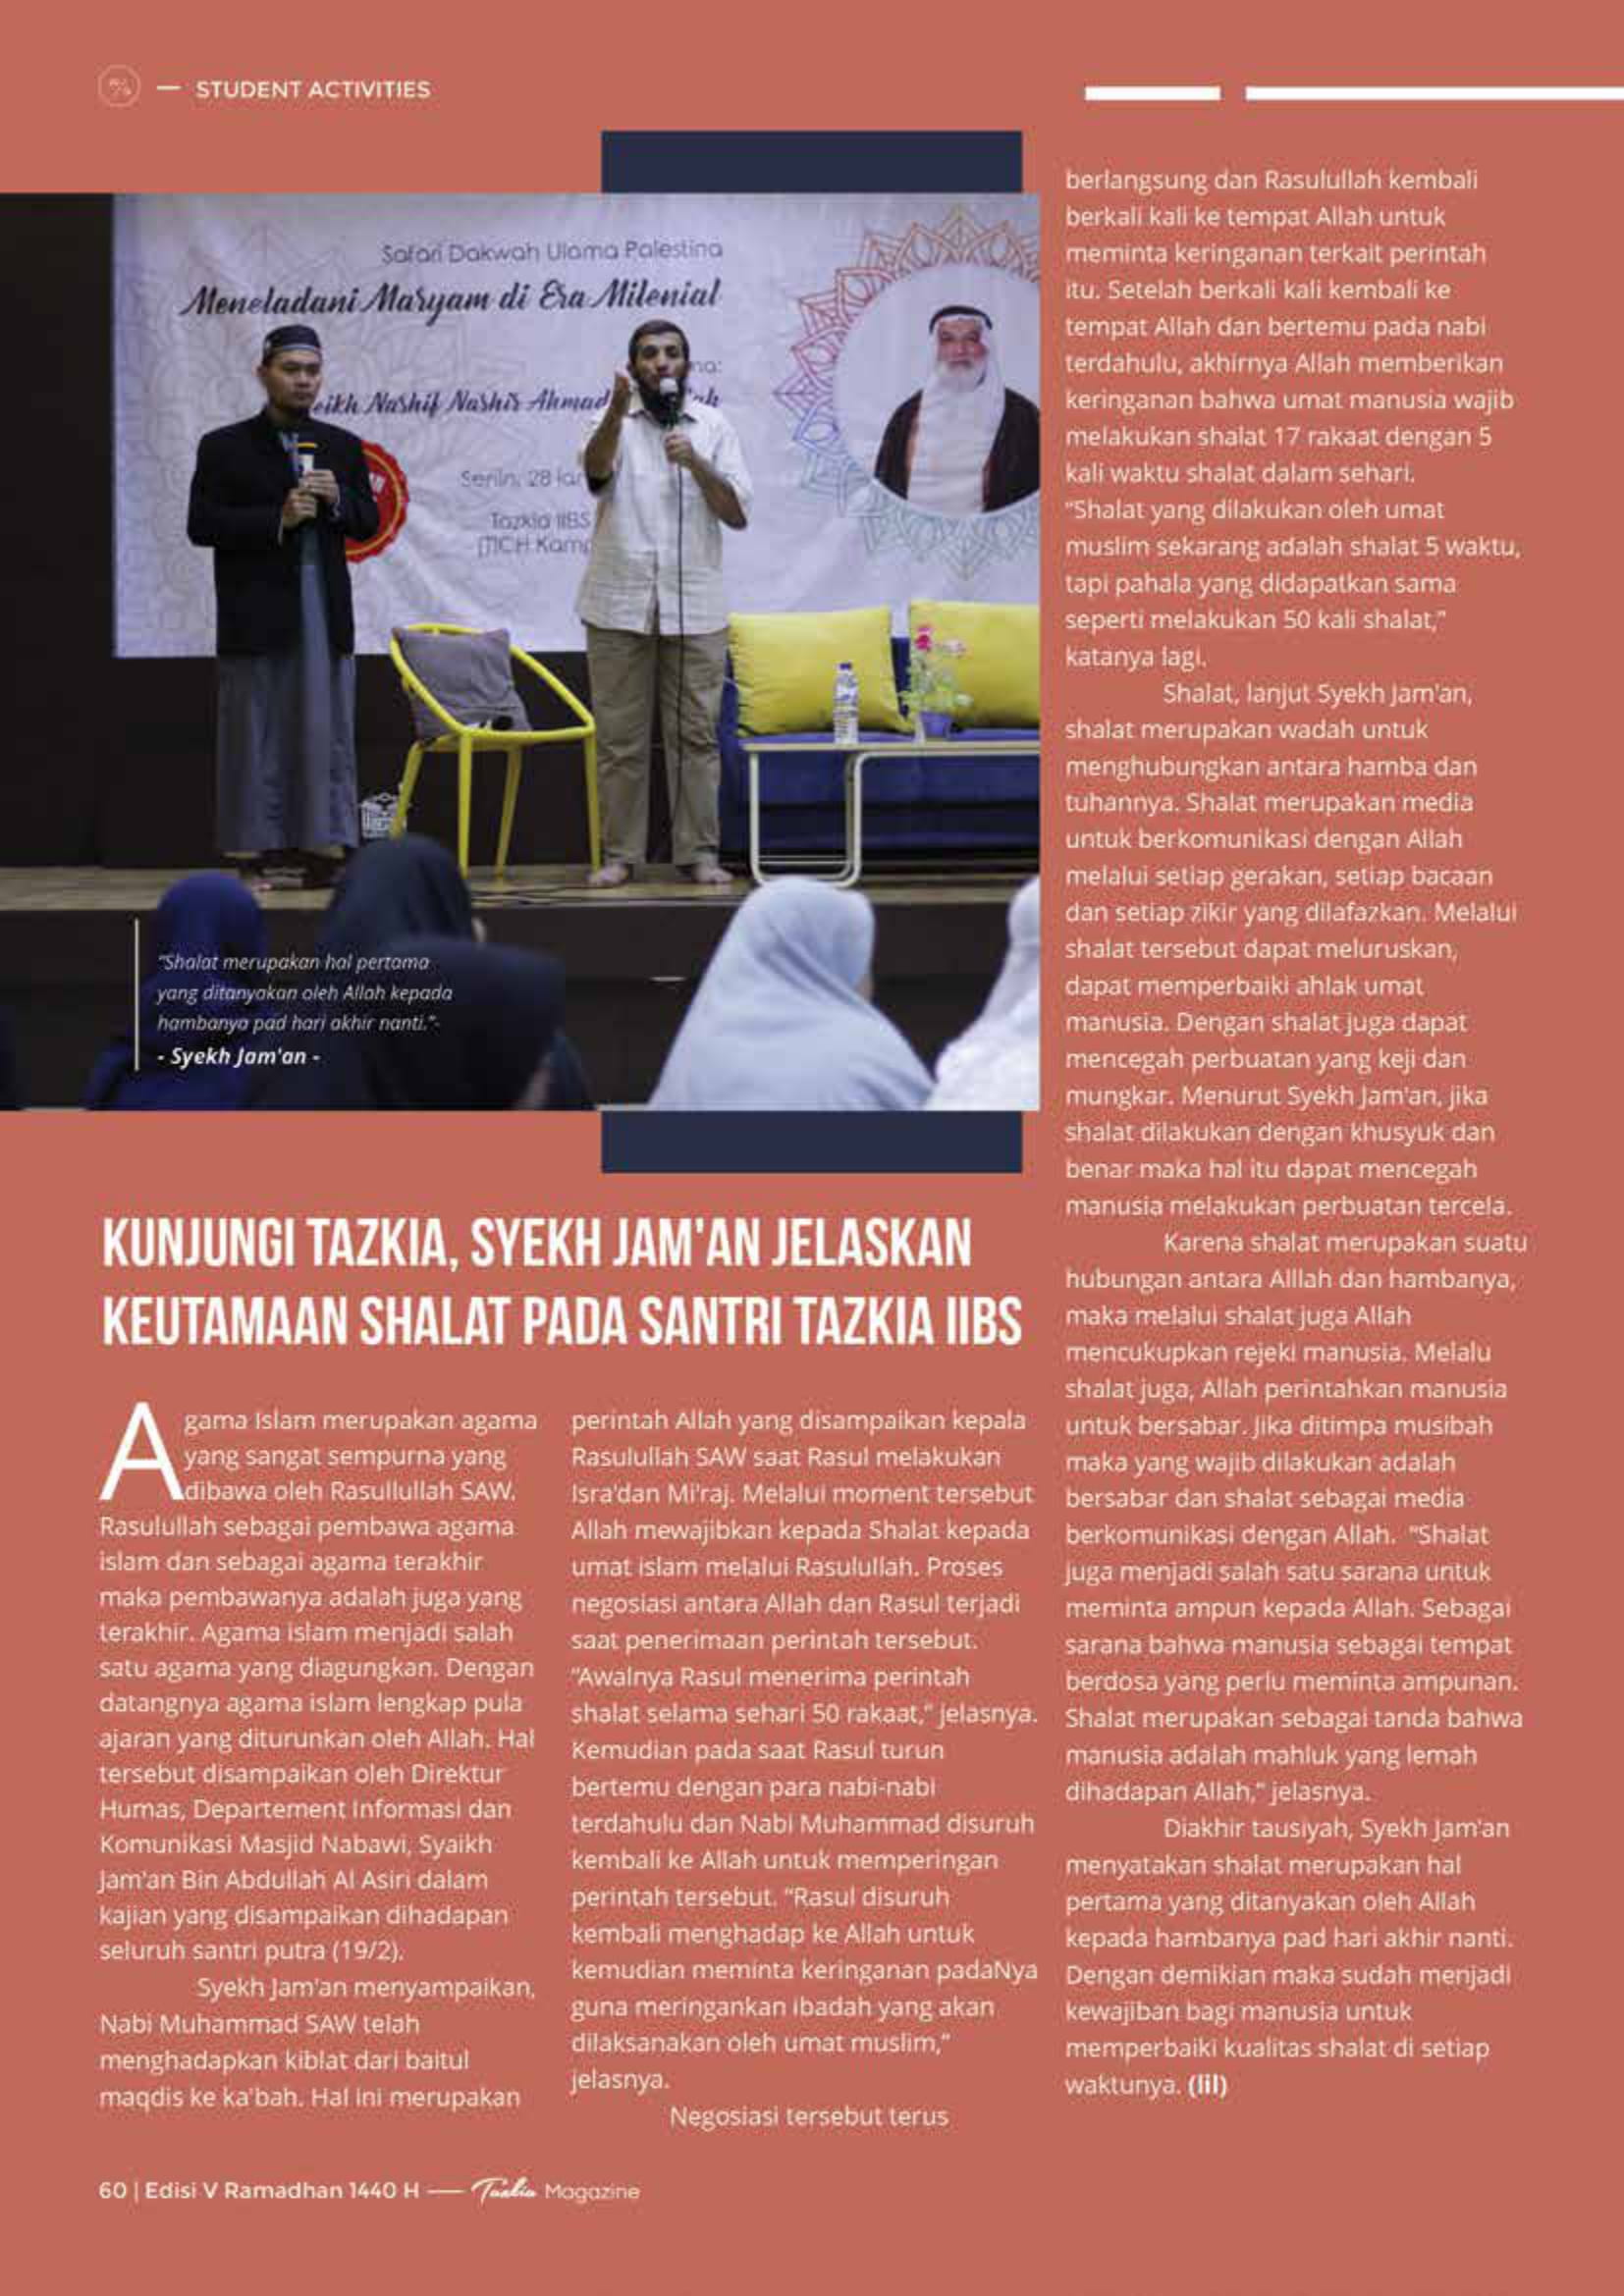 STUDENT ACTIVITIES
Safari Dakwah Ulama Palestina
Meneladani Maryam di Era Milenial
na:
eikh Nashif Nashir Ahmad
ah
Senin, 28 Jan
Tazkia IIBS
"Shalat merupakan hal pertama
yang ditanyakan oleh Allah kepada
hambanya pad hari akhir nanti."-
- Syekh Jam'an -
KUNJUNGI TAZKIA, SYEKH JAM'AN JELASKAN
KEUTAMAAN SHALAT PADA SANTRI TAZKIA IIBS
Agama Islam merupakan agama
yang sangat sempurna yang
dibawa oleh Rasullullah SAW.
Rasulullah sebagai pembawa agama
islam dan sebagai agama terakhir
maka pembawanya adalah juga yang
terakhir. Agama islam menjadi salah
satu agama yang diagungkan. Dengan
datangnya agama islam lengkap pula
ajaran yang diturunkan oleh Allah. Hal
tersebut disampaikan oleh Direktur
Humas, Departement Informasi dan
Komunikasi Masjid Nabawi, Syaikh
Jam'an Bin Abdullah Al Asiri dalam
kajian yang disampaikan dihadapan
seluruh santri putra (19/2).
Syekh Jam'an menyampaikan,
Nabi Muhammad SAW telah
menghadapkan kiblat dari baitul
maqdis ke ka'bah. Hal ini merupakan
perintah Allah yang disampaikan kepala
Rasulullah SAW saat Rasul melakukan
Isra'dan Mi'raj. Melalui moment tersebut
Allah mewajibkan kepada Shalat kepada
umat islam melalui Rasulullah. Proses
negosiasi antara Allah dan Rasul terjadi
saat penerimaan perintah tersebut.
"Awalnya Rasul menerima perintah
shalat selama sehari 50 rakaat," jelasnya.
Kemudian pada saat Rasul turun
bertemu dengan para nabi-nabi
terdahulu dan Nabi Muhammad disuruh
kembali ke Allah untuk memperingan
perintah tersebut. "Rasul disuruh
kembali menghadap ke Allah untuk
kemudian meminta keringanan padaNya
guna meringankan ibadah yang akan
dilaksanakan oleh umat muslim,"
jelasnya.
Negosiasi tersebut terus
berlangsung dan Rasulullah kembali
berkali kali ke tempat Allah untuk
meminta keringanan terkait perintah
itu. Setelah berkali kali kembali ke
tempat Allah dan bertemu pada nabi
terdahulu, akhirnya Allah memberikan
keringanan bahwa umat manusia wajib
melakukan shalat 17 rakaat dengan 5
kali waktu shalat dalam sehari.
"Shalat yang dilakukan oleh umat
muslim sekarang adalah shalat 5 waktu,
tapi pahala yang didapatkan sama
seperti melakukan 50 kali shalat,"
katanya lagi.
Shalat, lanjut Syekh Jam'an,
shalat merupakan wadah untuk
menghubungkan antara hamba dan
tuhannya. Shalat merupakan media
untuk berkomunikasi dengan Allah
melalui setiap gerakan, setiap bacaan
dan setiap zikir yang dilafazkan. Melalui
shalat tersebut dapat meluruskan,
dapat memperbaiki ahlak umat
manusia. Dengan shalat juga dapat
mencegah perbuatan yang keji dan
mungkar. Menurut Syekh Jam'an, jika
shalat dilakukan dengan khusyuk dan
benar maka hal itu dapat mencegah
manusia melakukan perbuatan tercela.
Karena shalat merupakan suatu
hubungan antara Alllah dan hambanya,
maka melalui shalat juga Allah
mencukupkan rejeki manusia. Melalu
shalat juga, Allah perintahkan manusia
untuk bersabar. Jika ditimpa musibah
maka yang wajib dilakukan adalah
bersabar dan shalat sebagai media
berkomunikasi dengan Allah. "Shalat
juga menjadi salah satu sarana untuk
meminta ampun kepada Allah. Sebagai
sarana bahwa manusia sebagai tempat
berdosa yang perlu meminta ampunan.
Shalat merupakan sebagai tanda bahwa
manusia adalah mahluk yang lemah
dihadapan Allah," jelasnya.
Diakhir tausiyah, Syekh Jam'an
menyatakan shalat merupakan hal
pertama yang ditanyakan oleh Allah
kepada hambanya pad hari akhir nanti.
Dengan demikian maka sudah menjadi
kewajiban bagi manusia untuk
memperbaiki kualitas shalat di setiap
waktunya. (lil)
60 | Edisi V Ramadhan 1440 H — Tazkia Magazine